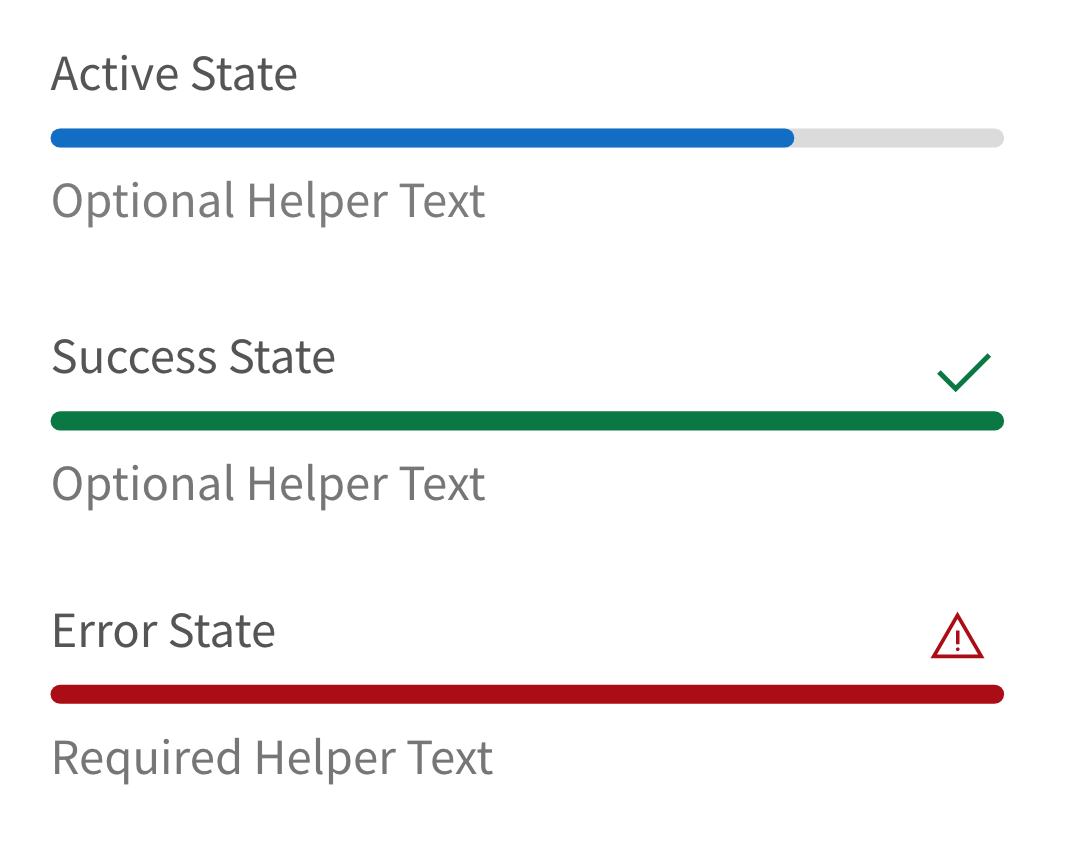 Active State
Optional Helper Text
Success State
Optional Helper Text
Error State
Required Helper Text